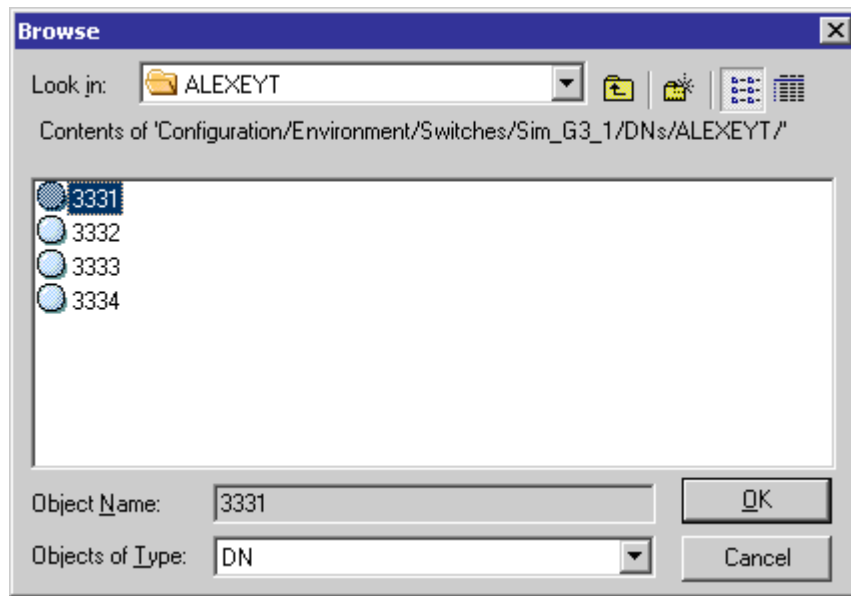 Browse
Look in: ALEXEYT
Contents of 'Configuration/Environment/Switches/Sim_G3_1/DNs/ALEXEYT/'
3331
3332
3333
3334
Object Name: 3331 OK
Objects of Type: DN Cancel